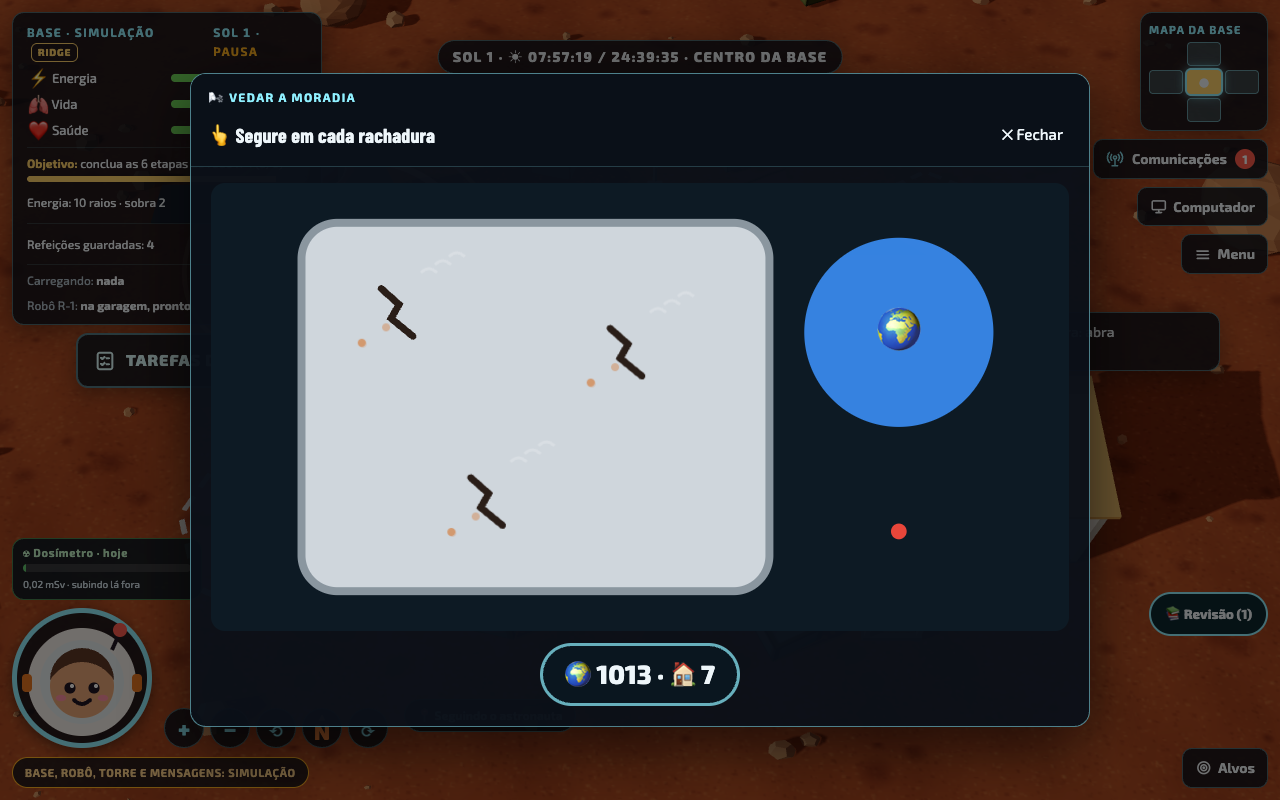 BASE · SIMULAÇÃO
RIDGE
SOL 1 ·
PAUSA
Energia
Vida
Saúde
Objetivo: conclua as 6 etapas
Energia: 10 raios · sobra 2
Refeições guardadas: 4
Carregando: nada
Robô R-1: na garagem, pronto
TAREFAS
SOL 1 · ☀ 07:57:19 / 24:39:35 · CENTRO DA BASE
MAPA DA BASE
Comunicações 1
Computador
Menu
VEDAR A MORADIA
👆 Segure em cada rachadura
✕ Fechar
🌍 1013 · 🏠 7
☢ Dosímetro · hoje
0,02 mSv · subindo lá fora
+ − ⟲ N ⟳
BASE, ROBÔ, TORRE E MENSAGENS: SIMULAÇÃO
📚 Revisão (1)
Alvos